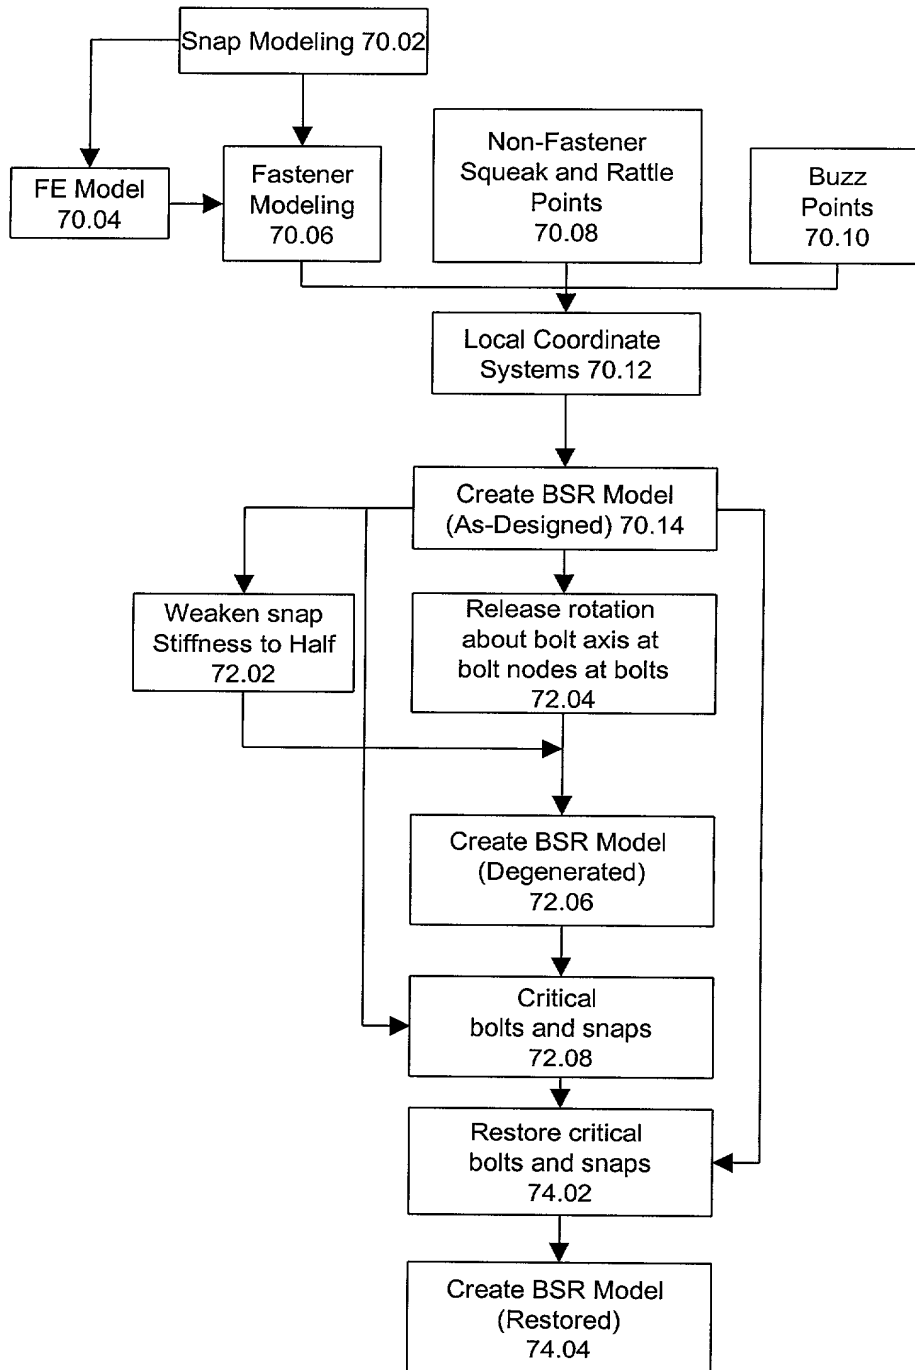 Snap Modeling 70.02
FE Model
70.04
Fastener
Modeling
70.06
Non-Fastener
Squeak and Rattle
Points
70.08
Buzz
Points
70.10
Local Coordinate
Systems 70.12
Create BSR Model
(As-Designed) 70.14
Weaken snap
Stiffness to Half
72.02
Release rotation
about bolt axis at
bolt nodes at bolts
72.04
Create BSR Model
(Degenerated)
72.06
Critical
bolts and snaps
72.08
Restore critical
bolts and snaps
74.02
Create BSR Model
(Restored)
74.04